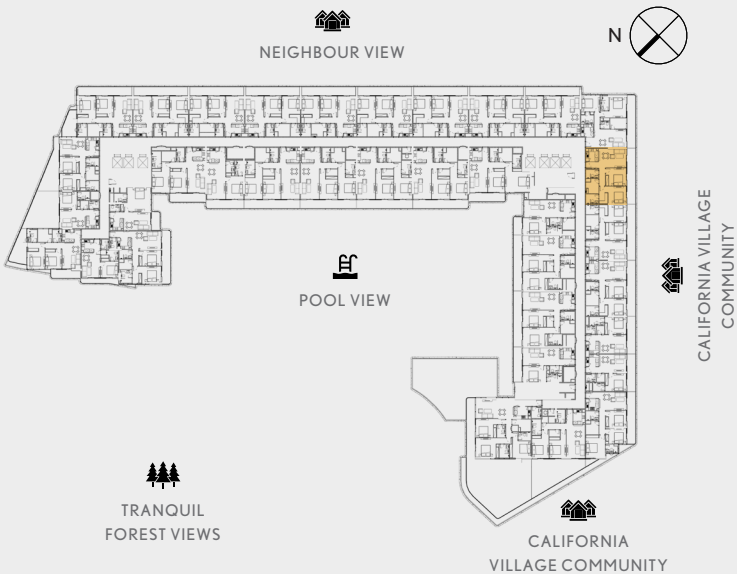 NEIGHBOUR VIEW
N
CALIFORNIA VILLAGE
COMMUNITY
POOL VIEW
TRANQUIL
FOREST VIEWS
CALIFORNIA
VILLAGE COMMUNITY